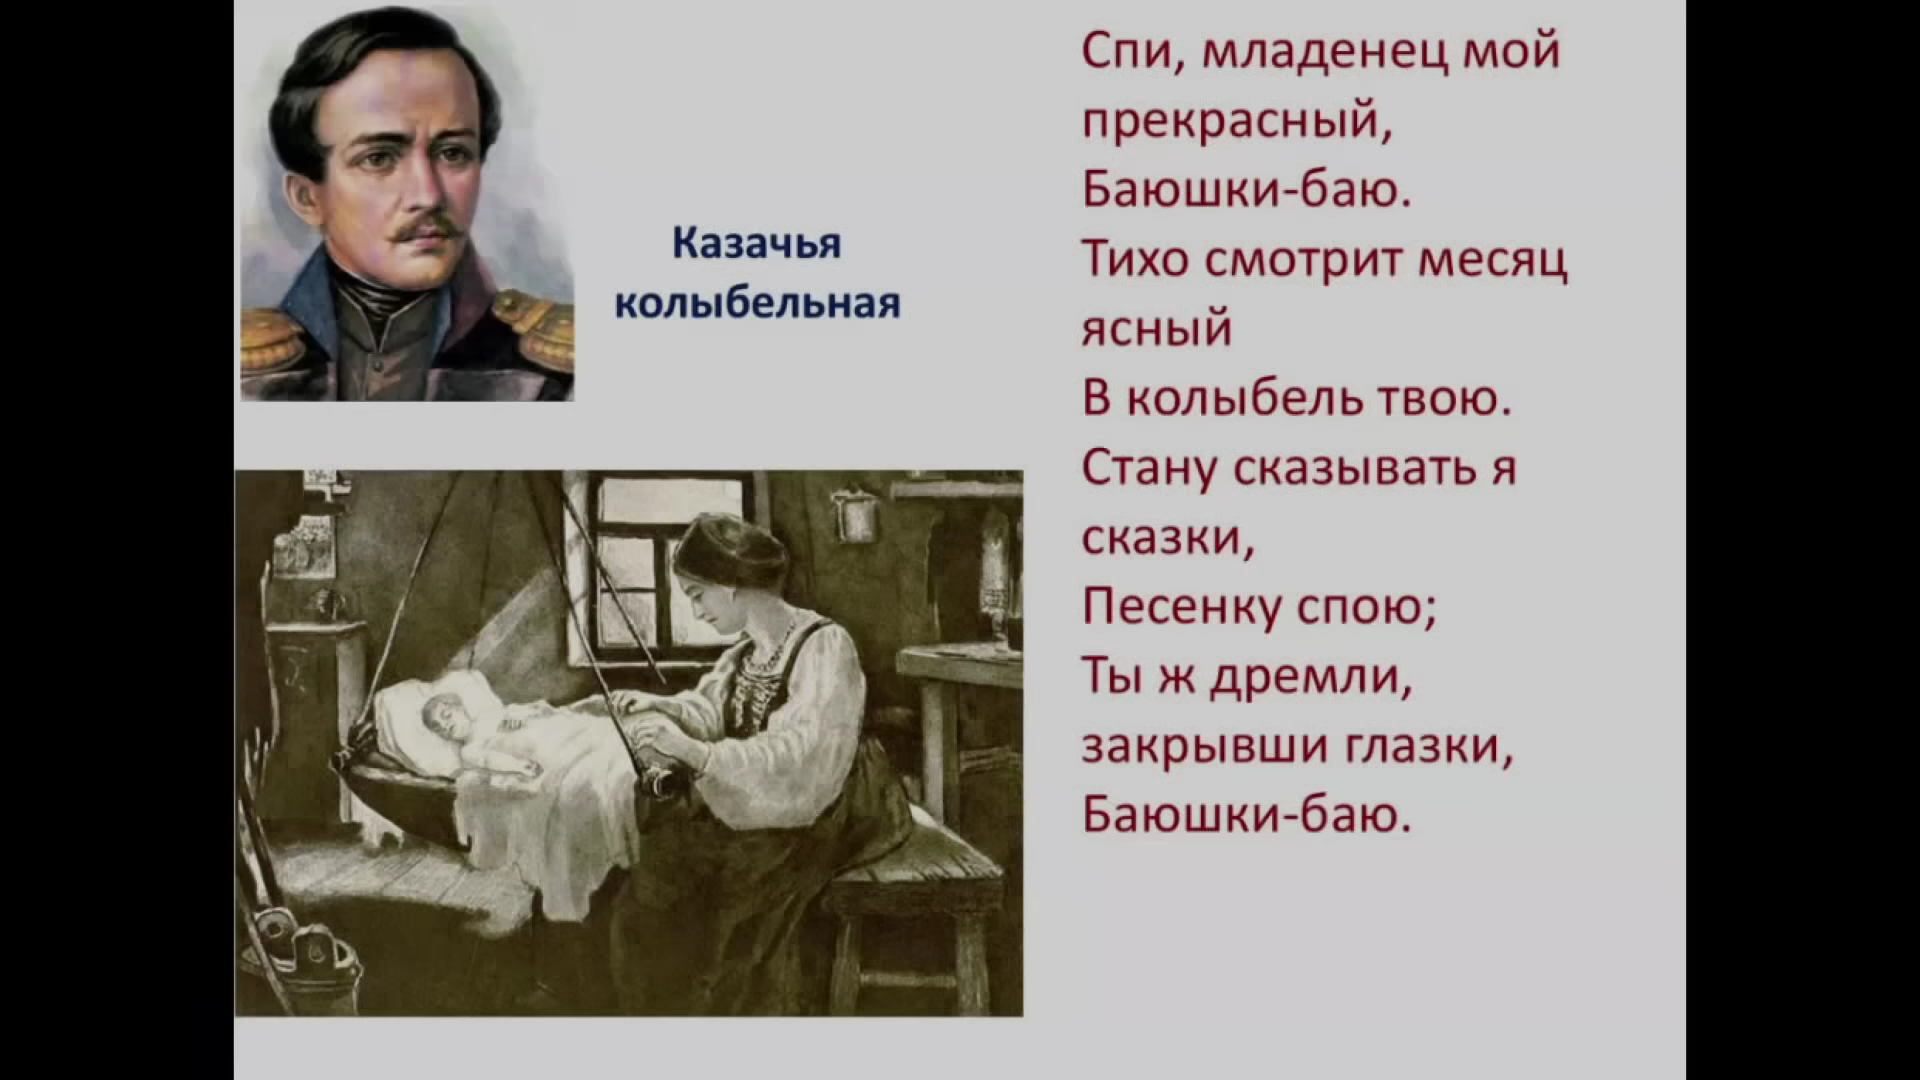 Казачья
колыбельная
Спи, младенец мой
прекрасный,
Баюшки-баю.
Тихо смотрит месяц
ясный
В колыбель твою.
Стану сказывать я
сказки,
Песенку спою;
Ты ж дремли,
закрывши глазки,
Баюшки-баю.